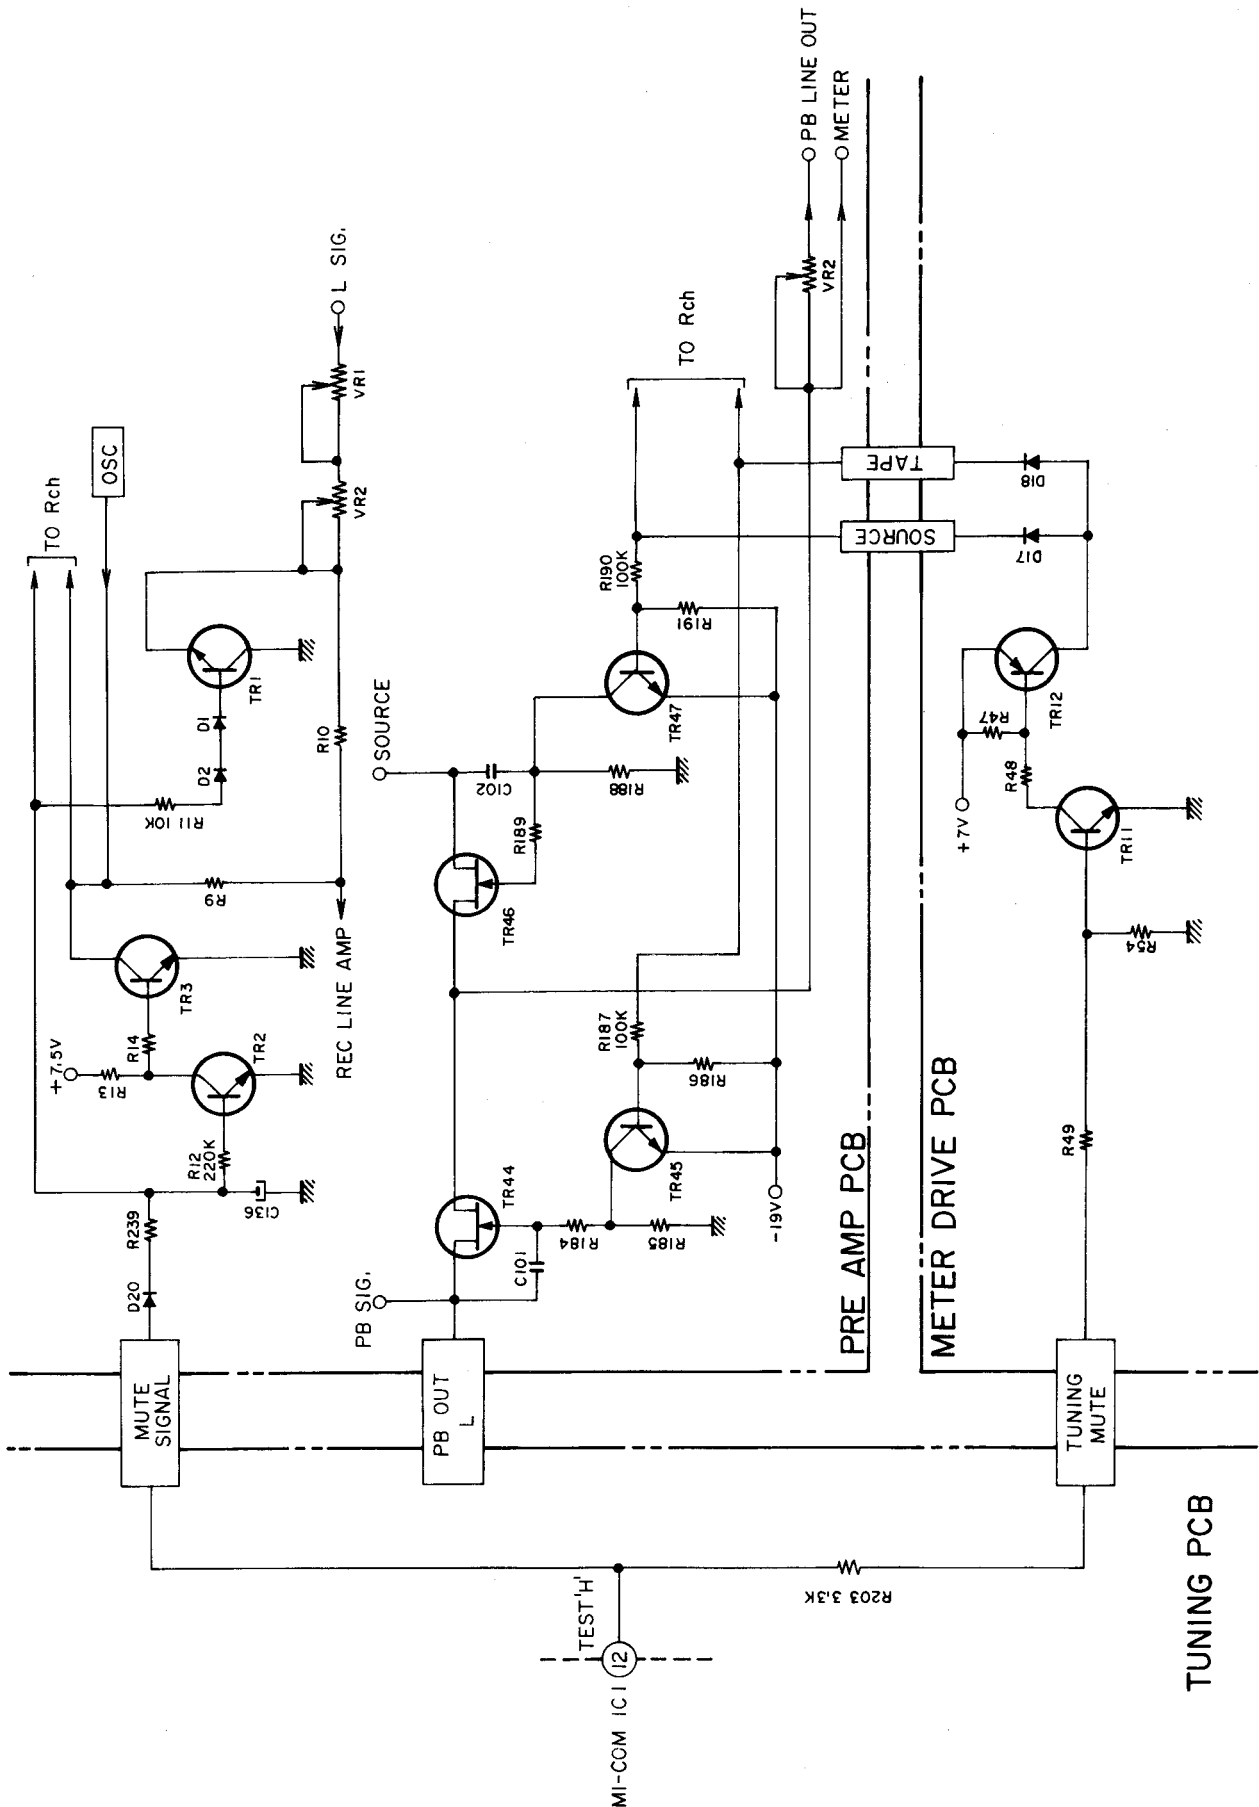 MI-COM IC1
12
TEST'H'
R203 3.3K
TUNING PCB
MUTE
SIGNAL
PB OUT
L
TUNING
MUTE
D20
R239
C136
R12
220K
TR2
+7.5V
R13
R14
TR3
R9
R11 10K
D2
D1
TR1
R10
TO Rch
OSC
VR2
VR1
L SIG.
REC LINE AMP
PB SIG.
C101
TR44
R184
R185
TR45
R186
R187
100K
-19V
TR46
R189
C102
R188
SOURCE
TR47
R191
R190
100K
TO Rch
VR2
PB LINE OUT
METER
PRE AMP PCB
METER DRIVE PCB
SOURCE
TAPE
D17
D18
+7V
R47
R48
TR12
TR11
R54
R49